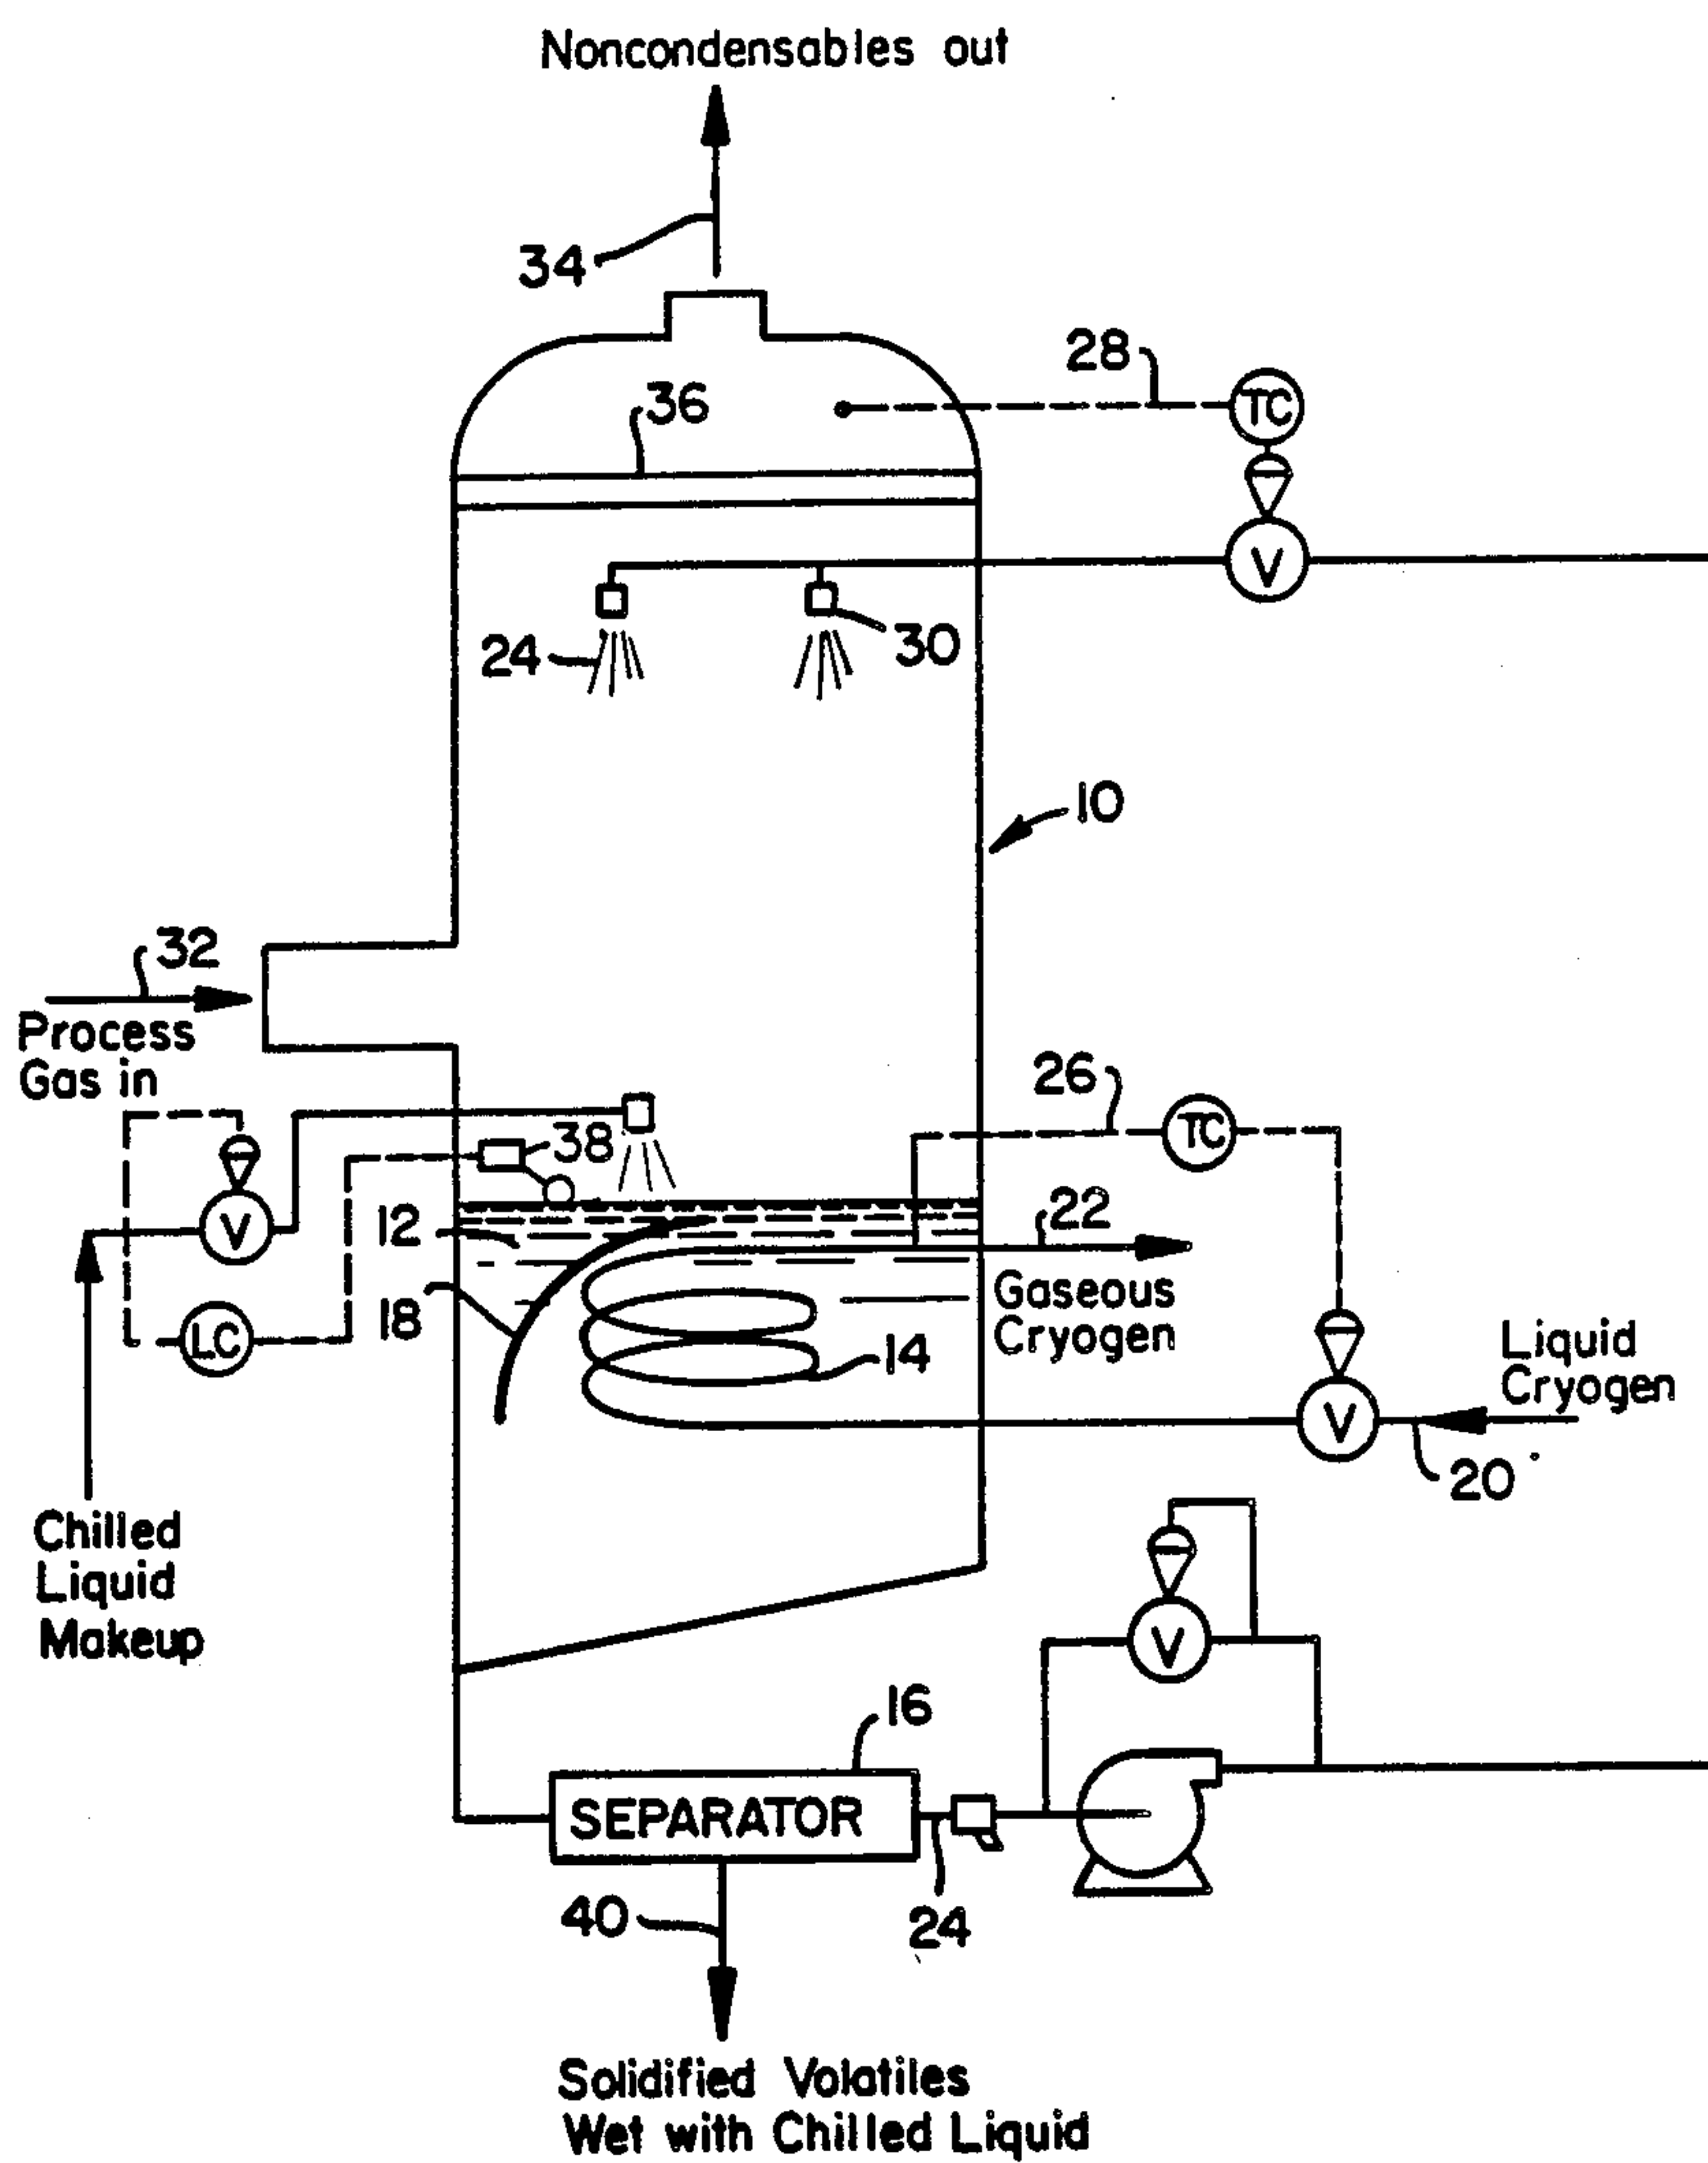 Noncondensables out
34
28
TC
36
V
24
30
10
32
Process
Gas in
26
TC
38
12
22
V
Gaseous
Cryogen
18
LC
14
Liquid
Cryogen
V
20
Chilled
Liquid
Makeup
V
16
SEPARATOR
40
24
Solidified Volatiles
Wet with Chilled Liquid